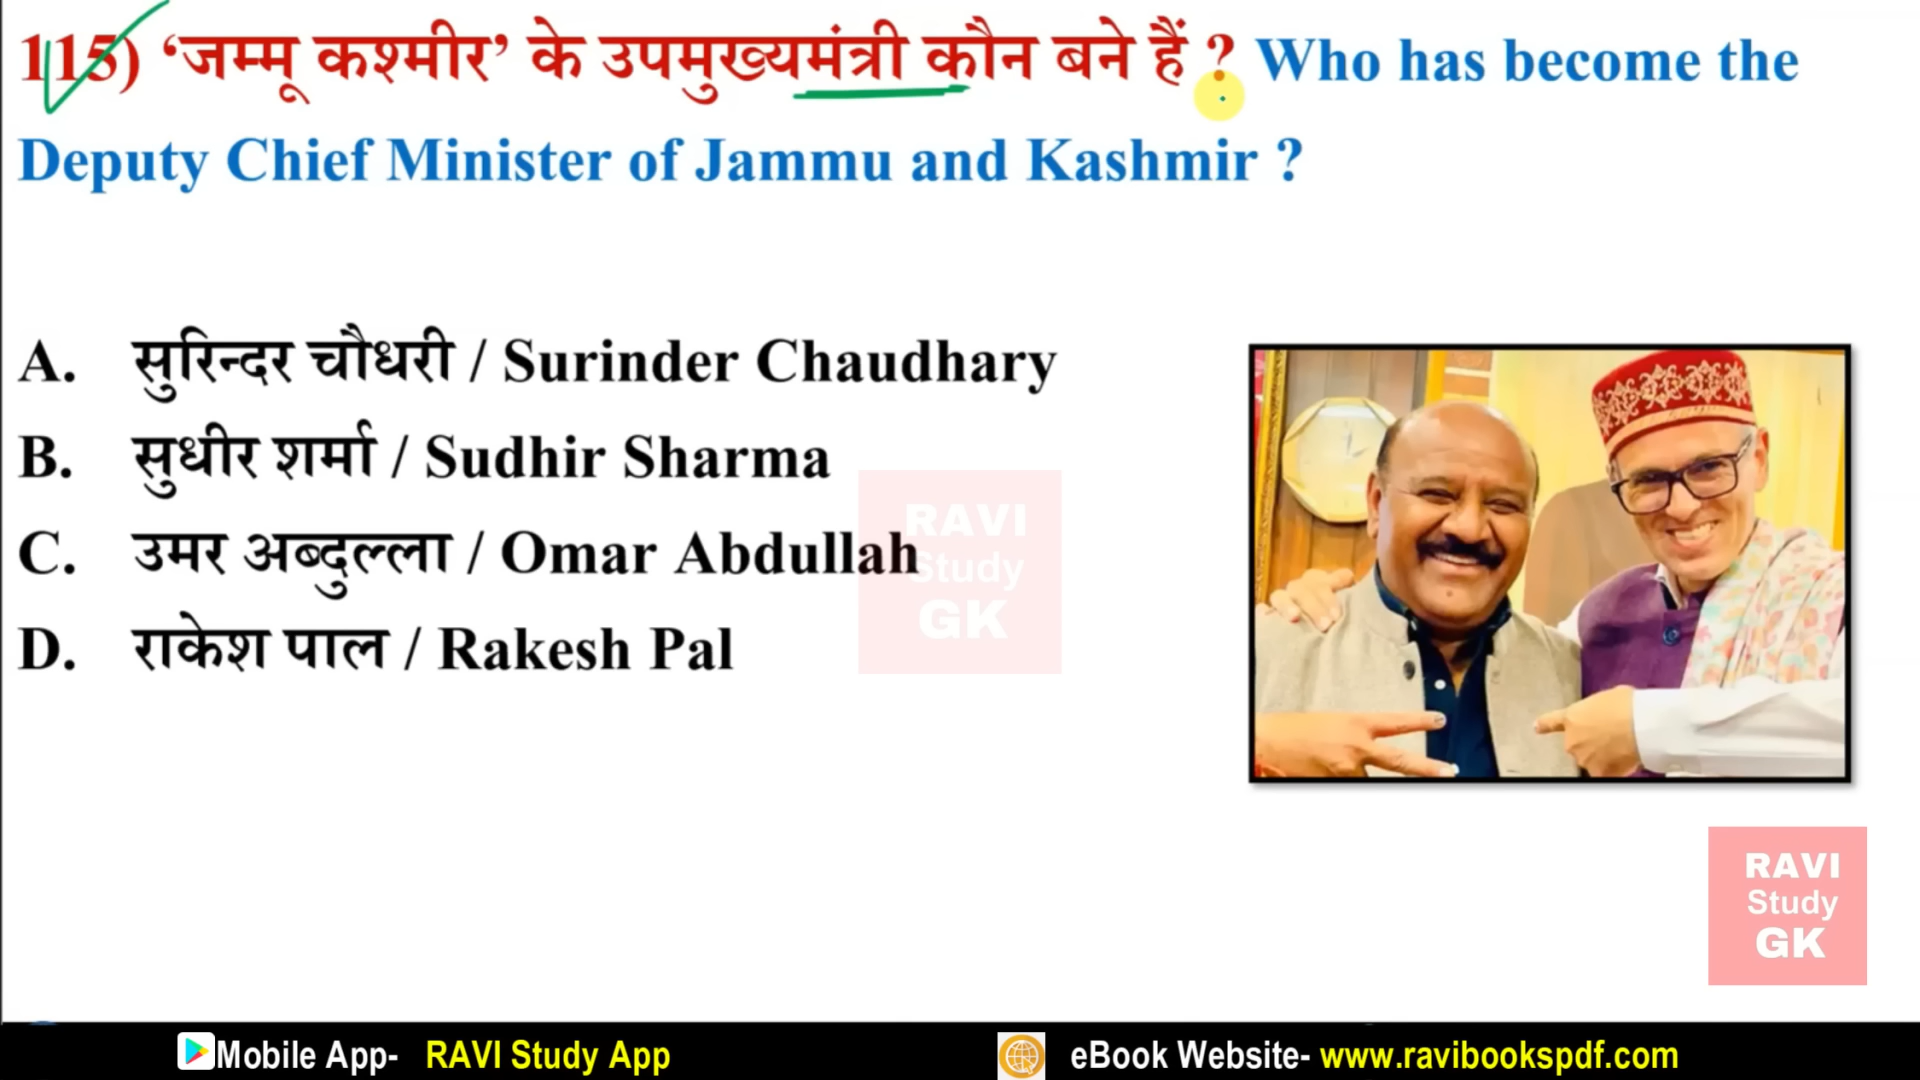 115) ‘जम्मू कश्मीर’ के उपमुख्यमंत्री कौन बने हैं ? Who has become the
Deputy Chief Minister of Jammu and Kashmir ?
A. सुरिन्दर चौधरी / Surinder Chaudhary
B. सुधीर शर्मा / Sudhir Sharma
C. उमर अब्दुल्ला / Omar Abdullah
D. राकेश पाल / Rakesh Pal
RAVI
Study
GK
RAVI
Study
GK
Mobile App- RAVI Study App eBook Website- www.ravibookspdf.com